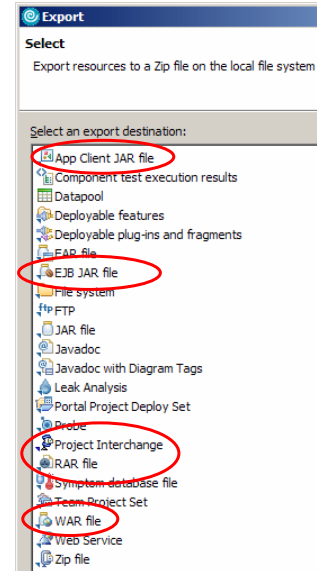 Export
Select
Export resources to a Zip file on the local file system
Select an export destination:
App Client JAR file
Component test execution results
Datapool
Deployable features
Deployable plug-ins and fragments
EAR file
EJB JAR file
File system
FTP FTP
JAR file
Javadoc
Javadoc with Diagram Tags
Leak Analysis
Portal Project Deploy Set
Probe
Project Interchange
RAR file
Symptom database file
Team Project Set
WAR file
Web Service
Zip file